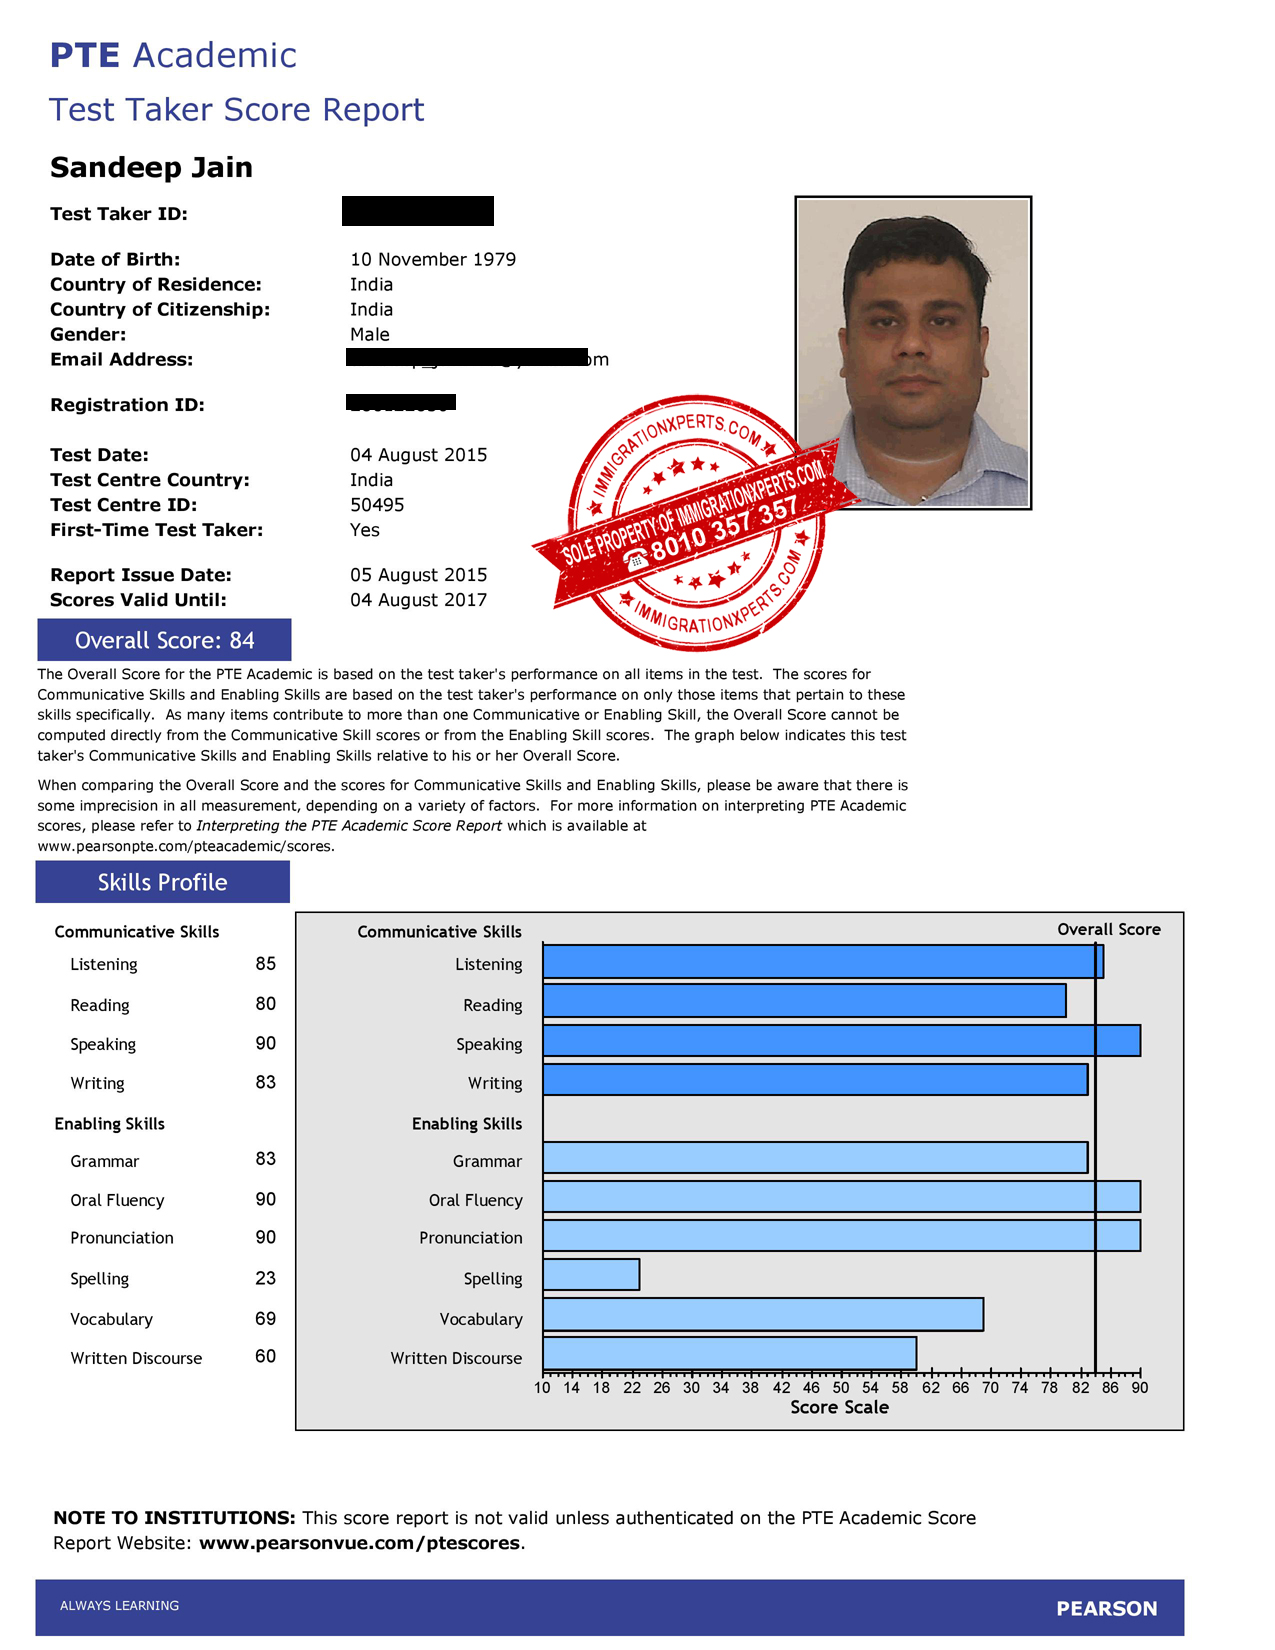 PTE Academic
Test Taker Score Report
Sandeep Jain
Test Taker ID:
Date of Birth: 10 November 1979
Country of Residence: India
Country of Citizenship: India
Gender: Male
Email Address: om
Registration ID:
Test Date: 04 August 2015
Test Centre Country: India
Test Centre ID: 50495
First-Time Test Taker: Yes
Report Issue Date: 05 August 2015
Scores Valid Until: 04 August 2017
IMMIGRATIONXPERTS.COM
SOLE PROPERTY OF IMMIGRATIONXPERTS.COM
8010 357 357
IMMIGRATIONXPERTS.COM
Overall Score: 84
The Overall Score for the PTE Academic is based on the test taker's performance on all items in the test. The scores for
Communicative Skills and Enabling Skills are based on the test taker's performance on only those items that pertain to these
skills specifically. As many items contribute to more than one Communicative or Enabling Skill, the Overall Score cannot be
computed directly from the Communicative Skill scores or from the Enabling Skill scores. The graph below indicates this test
taker's Communicative Skills and Enabling Skills relative to his or her Overall Score.
When comparing the Overall Score and the scores for Communicative Skills and Enabling Skills, please be aware that there is
some imprecision in all measurement, depending on a variety of factors. For more information on interpreting PTE Academic
scores, please refer to Interpreting the PTE Academic Score Report which is available at
www.pearsonpte.com/pteacademic/scores.
Skills Profile
Communicative Skills
Listening 85
Reading 80
Speaking 90
Writing 83
Enabling Skills
Grammar 83
Oral Fluency 90
Pronunciation 90
Spelling 23
Vocabulary 69
Written Discourse 60
Communicative Skills
Overall Score
Listening
Reading
Speaking
Writing
Enabling Skills
Grammar
Oral Fluency
Pronunciation
Spelling
Vocabulary
Written Discourse
10 14 18 22 26 30 34 38 42 46 50 54 58 62 66 70 74 78 82 86 90
Score Scale
NOTE TO INSTITUTIONS: This score report is not valid unless authenticated on the PTE Academic Score
Report Website: www.pearsonvue.com/ptescores.
ALWAYS LEARNING
PEARSON